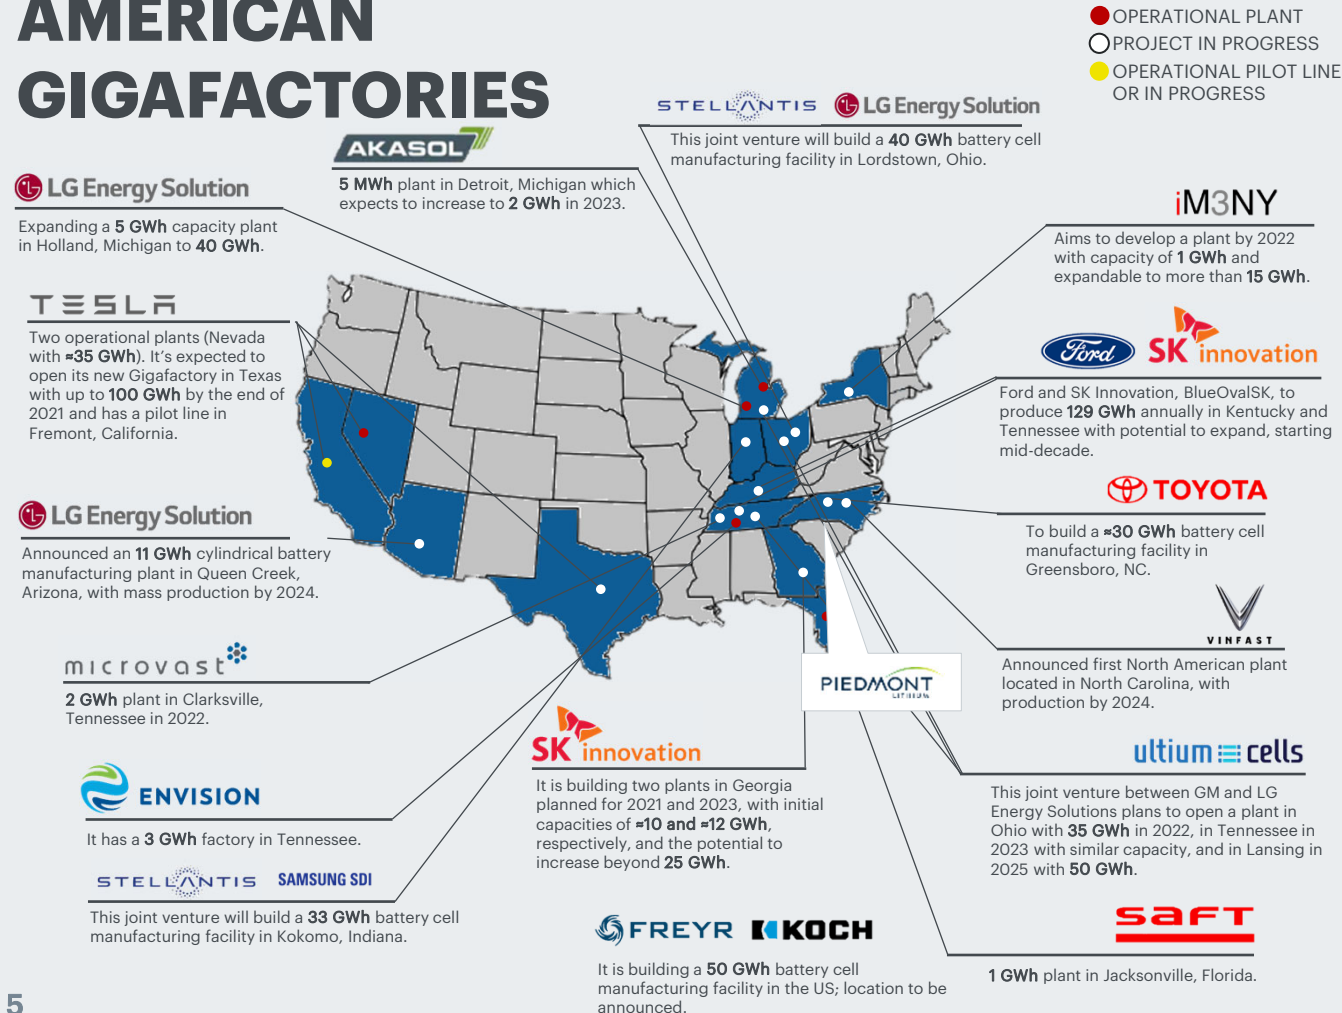 AMERICAN
GIGAFACTORIES
OPERATIONAL PLANT
PROJECT IN PROGRESS
OPERATIONAL PILOT LINE
OR IN PROGRESS
STELLANTIS LG Energy Solution
This joint venture will build a 40 GWh battery cell
manufacturing facility in Lordstown, Ohio.
AKASOL
5 MWh plant in Detroit, Michigan which
expects to increase to 2 GWh in 2023.
LG Energy Solution
Expanding a 5 GWh capacity plant
in Holland, Michigan to 40 GWh.
iM3NY
Aims to develop a plant by 2022
with capacity of 1 GWh and
expandable to more than 15 GWh.
TESLA
Two operational plants (Nevada
with ≈35 GWh). It's expected to
open its new Gigafactory in Texas
with up to 100 GWh by the end of
2021 and has a pilot line in
Fremont, California.
Ford SK innovation
Ford and SK Innovation, BlueOvalSK, to
produce 129 GWh annually in Kentucky and
Tennessee with potential to expand, starting
mid-decade.
LG Energy Solution
Announced an 11 GWh cylindrical battery
manufacturing plant in Queen Creek,
Arizona, with mass production by 2024.
TOYOTA
To build a ≈30 GWh battery cell
manufacturing facility in
Greensboro, NC.
VINFAST
Announced first North American plant
located in North Carolina, with
production by 2024.
microvast
2 GWh plant in Clarksville,
Tennessee in 2022.
PIEDMONT
LITHIUM
SK innovation
It is building two plants in Georgia
planned for 2021 and 2023, with initial
capacities of ≈10 and ≈12 GWh,
respectively, and the potential to
increase beyond 25 GWh.
ultium cells
This joint venture between GM and LG
Energy Solutions plans to open a plant in
Ohio with 35 GWh in 2022, in Tennessee in
2023 with similar capacity, and in Lansing in
2025 with 50 GWh.
ENVISION
It has a 3 GWh factory in Tennessee.
STELLANTIS SAMSUNG SDI
This joint venture will build a 33 GWh battery cell
manufacturing facility in Kokomo, Indiana.
FREYR KOCH
It is building a 50 GWh battery cell
manufacturing facility in the US; location to be
announced.
saft
1 GWh plant in Jacksonville, Florida.
5